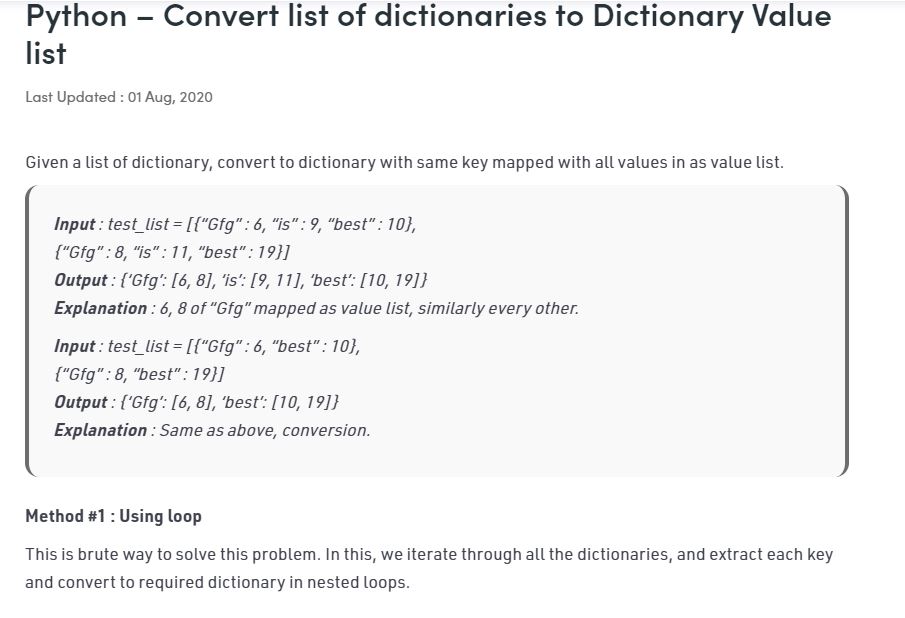 Python – Convert list of dictionaries to Dictionary Value
list
Last Updated : 01 Aug, 2020
Given a list of dictionary, convert to dictionary with same key mapped with all values in as value list.
Input : test_list = [{“Gfg” : 6, “is” : 9, “best” : 10},
{“Gfg” : 8, “is” : 11, “best” : 19}]
Output : {‘Gfg’: [6, 8], ‘is’: [9, 11], ‘best’: [10, 19]}
Explanation : 6, 8 of “Gfg” mapped as value list, similarly every other.
Input : test_list = [{“Gfg” : 6, “best” : 10},
{“Gfg” : 8, “best” : 19}]
Output : {‘Gfg’: [6, 8], ‘best’: [10, 19]}
Explanation : Same as above, conversion.
Method #1 : Using loop
This is brute way to solve this problem. In this, we iterate through all the dictionaries, and extract each key
and convert to required dictionary in nested loops.